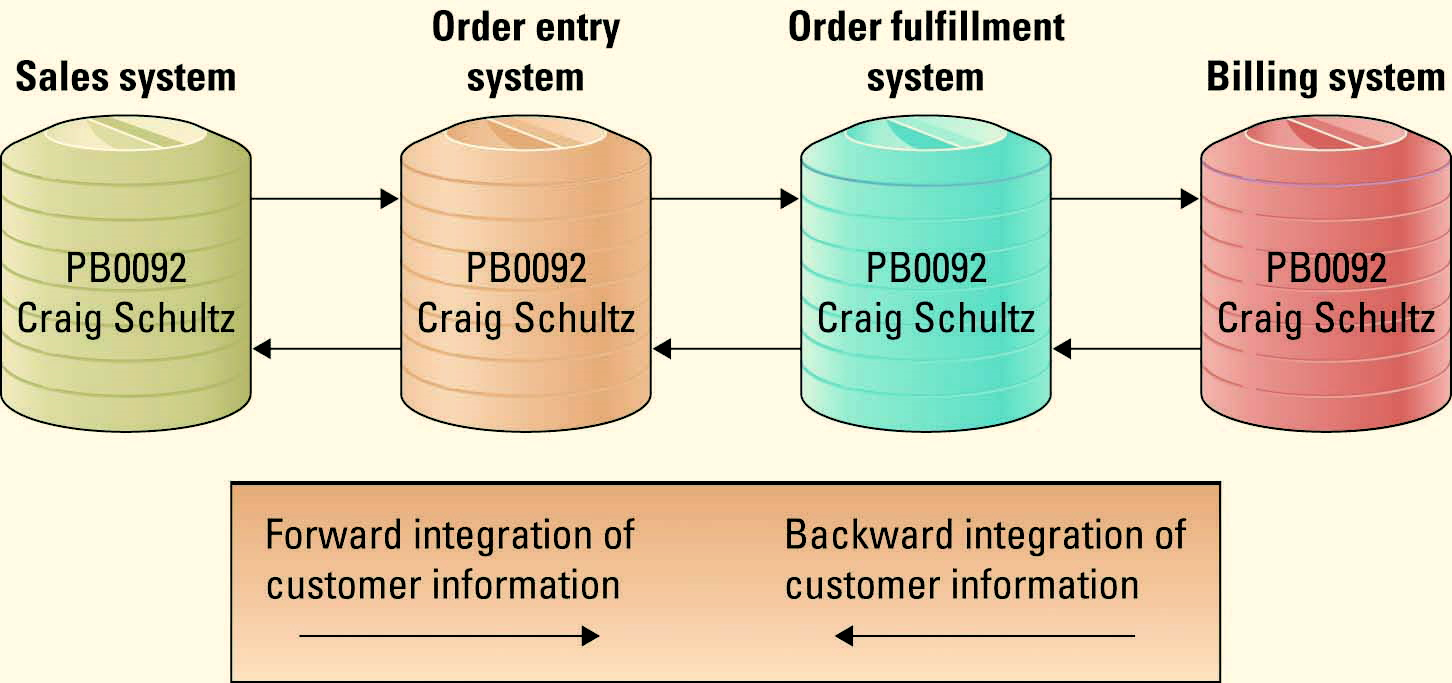 Sales system
Order entry
system
Order fulfillment
system
Billing system
PB0092
Craig Schultz
PB0092
Craig Schultz
PB0092
Craig Schultz
PB0092
Craig Schultz
Forward integration of
customer information
Backward integration of
customer information